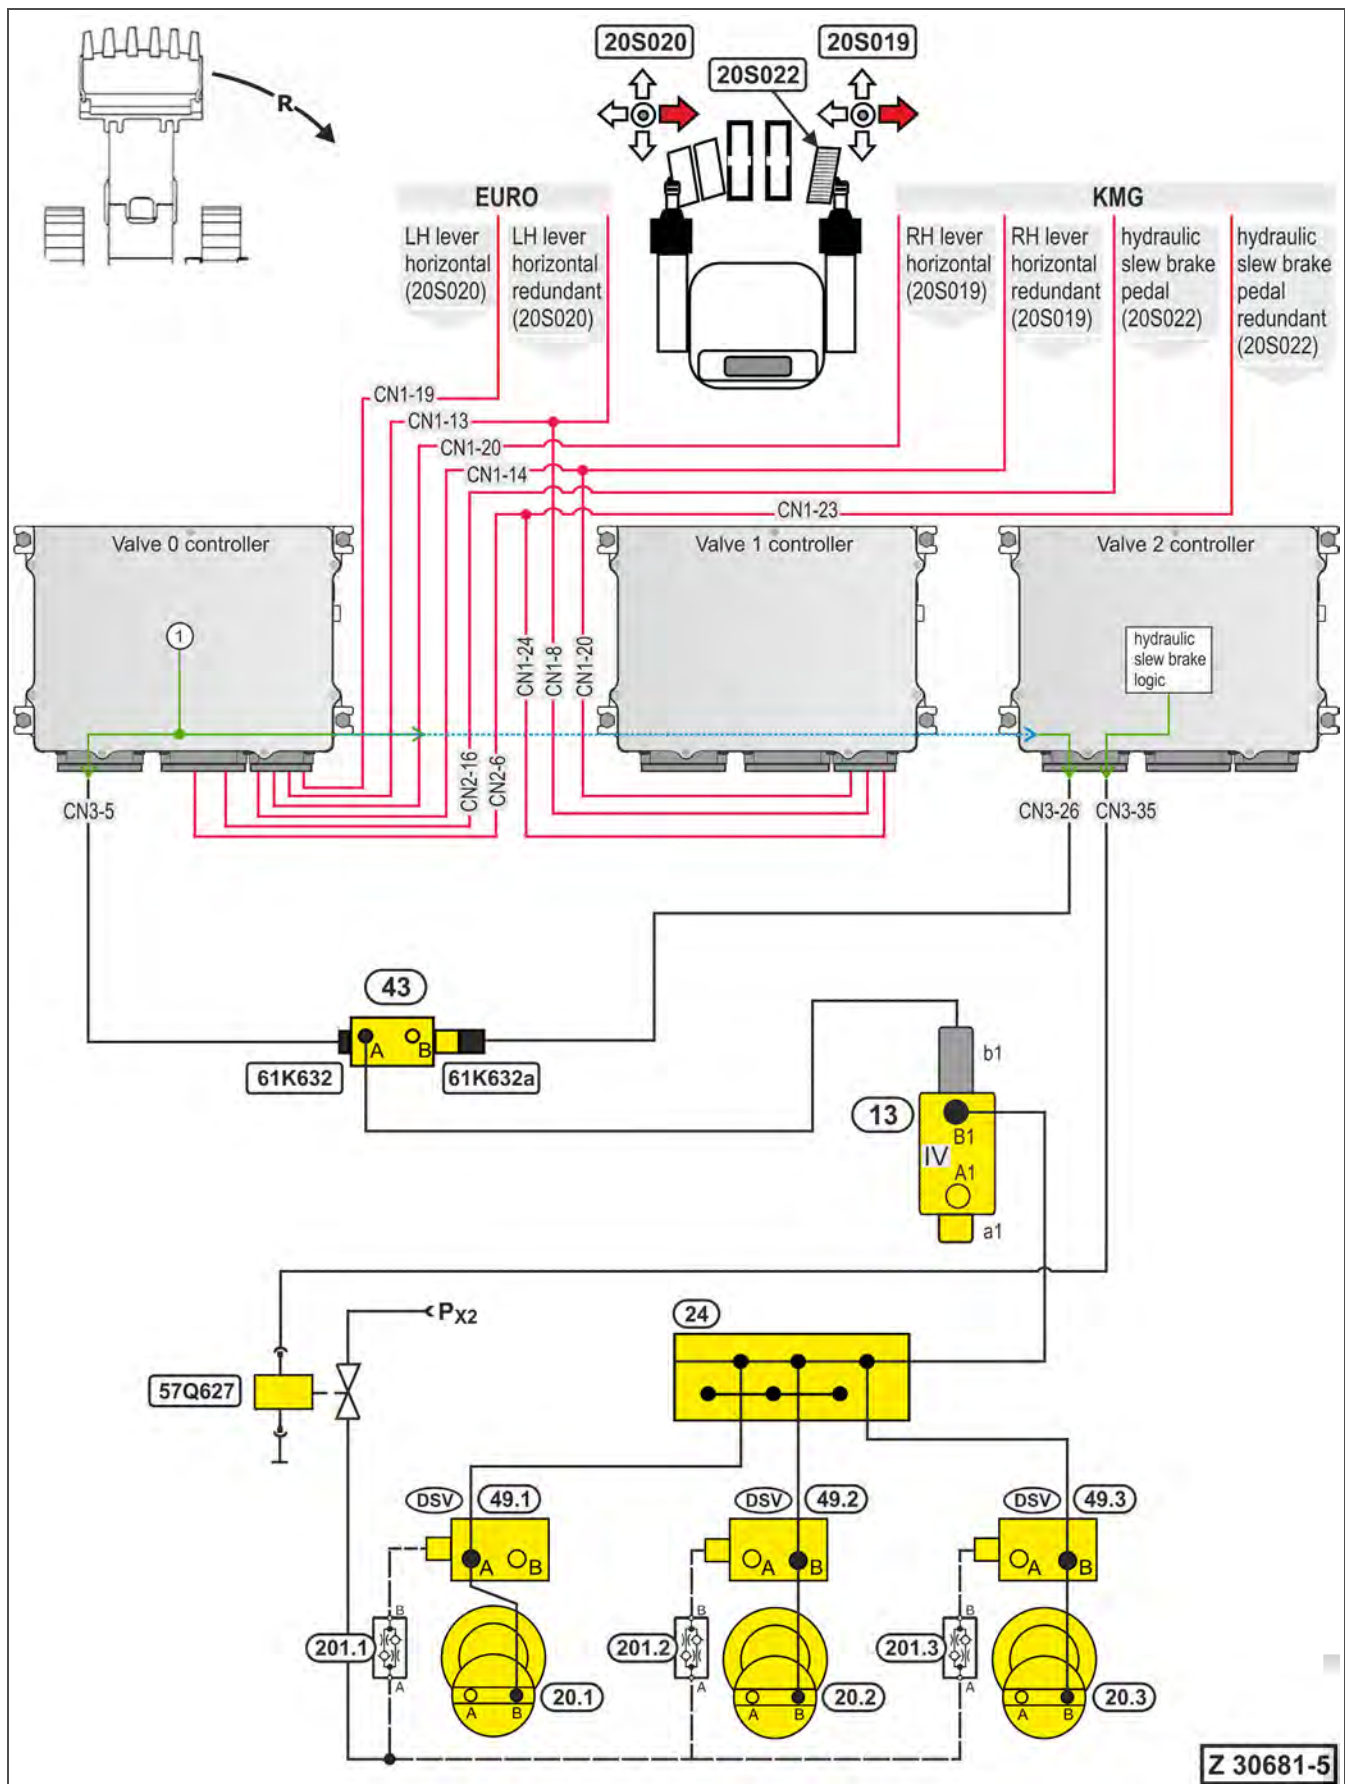 20S020
20S019
20S022
R
EURO
KMG
LH lever
horizontal
(20S020)
LH lever
horizontal
redundant
(20S020)
RH lever
horizontal
(20S019)
RH lever
horizontal
redundant
(20S019)
hydraulic
slew brake
pedal
(20S022)
hydraulic
slew brake
pedal
redundant
(20S022)
CN1-19
CN1-13
CN1-20
CN1-14
CN1-23
Valve 0 controller
Valve 1 controller
Valve 2 controller
1
hydraulic
slew brake
logic
CN2-16
CN2-6
CN1-24
CN1-8
CN1-20
CN3-5
CN3-26
CN3-35
43
A
B
61K632
61K632a
b1
13
B1
IV
A1
a1
PX2
24
57Q627
DSV
49.1
DSV
49.2
DSV
49.3
A
B
A
B
A
B
B
B
B
201.1
201.2
201.3
A
A
A
A
B
20.1
A
B
20.2
A
B
20.3
Z 30681-5